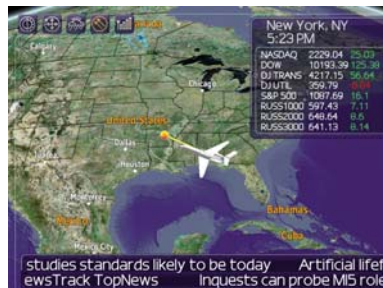 Calgary
New York, NY
5:23 PM
NASDAQ 2229.04 25.03
DOW 10193.39 125.38
DJ TRANS 4217.15 56.64
DJ UTIL 359.79
S&P 500 1087.69 16.1
RUSS1000 597.43 7.11
RUSS2000 648.64 8.6
RUSS3000 641.13 8.14
Chicago
United States
Dallas
Houston
Monterrey
Bahamas
Mexico
Cuba
Mexico City
studies standards likely to be today Artificial lifef
ewsTrack TopNews Inquests can probe MI5 role